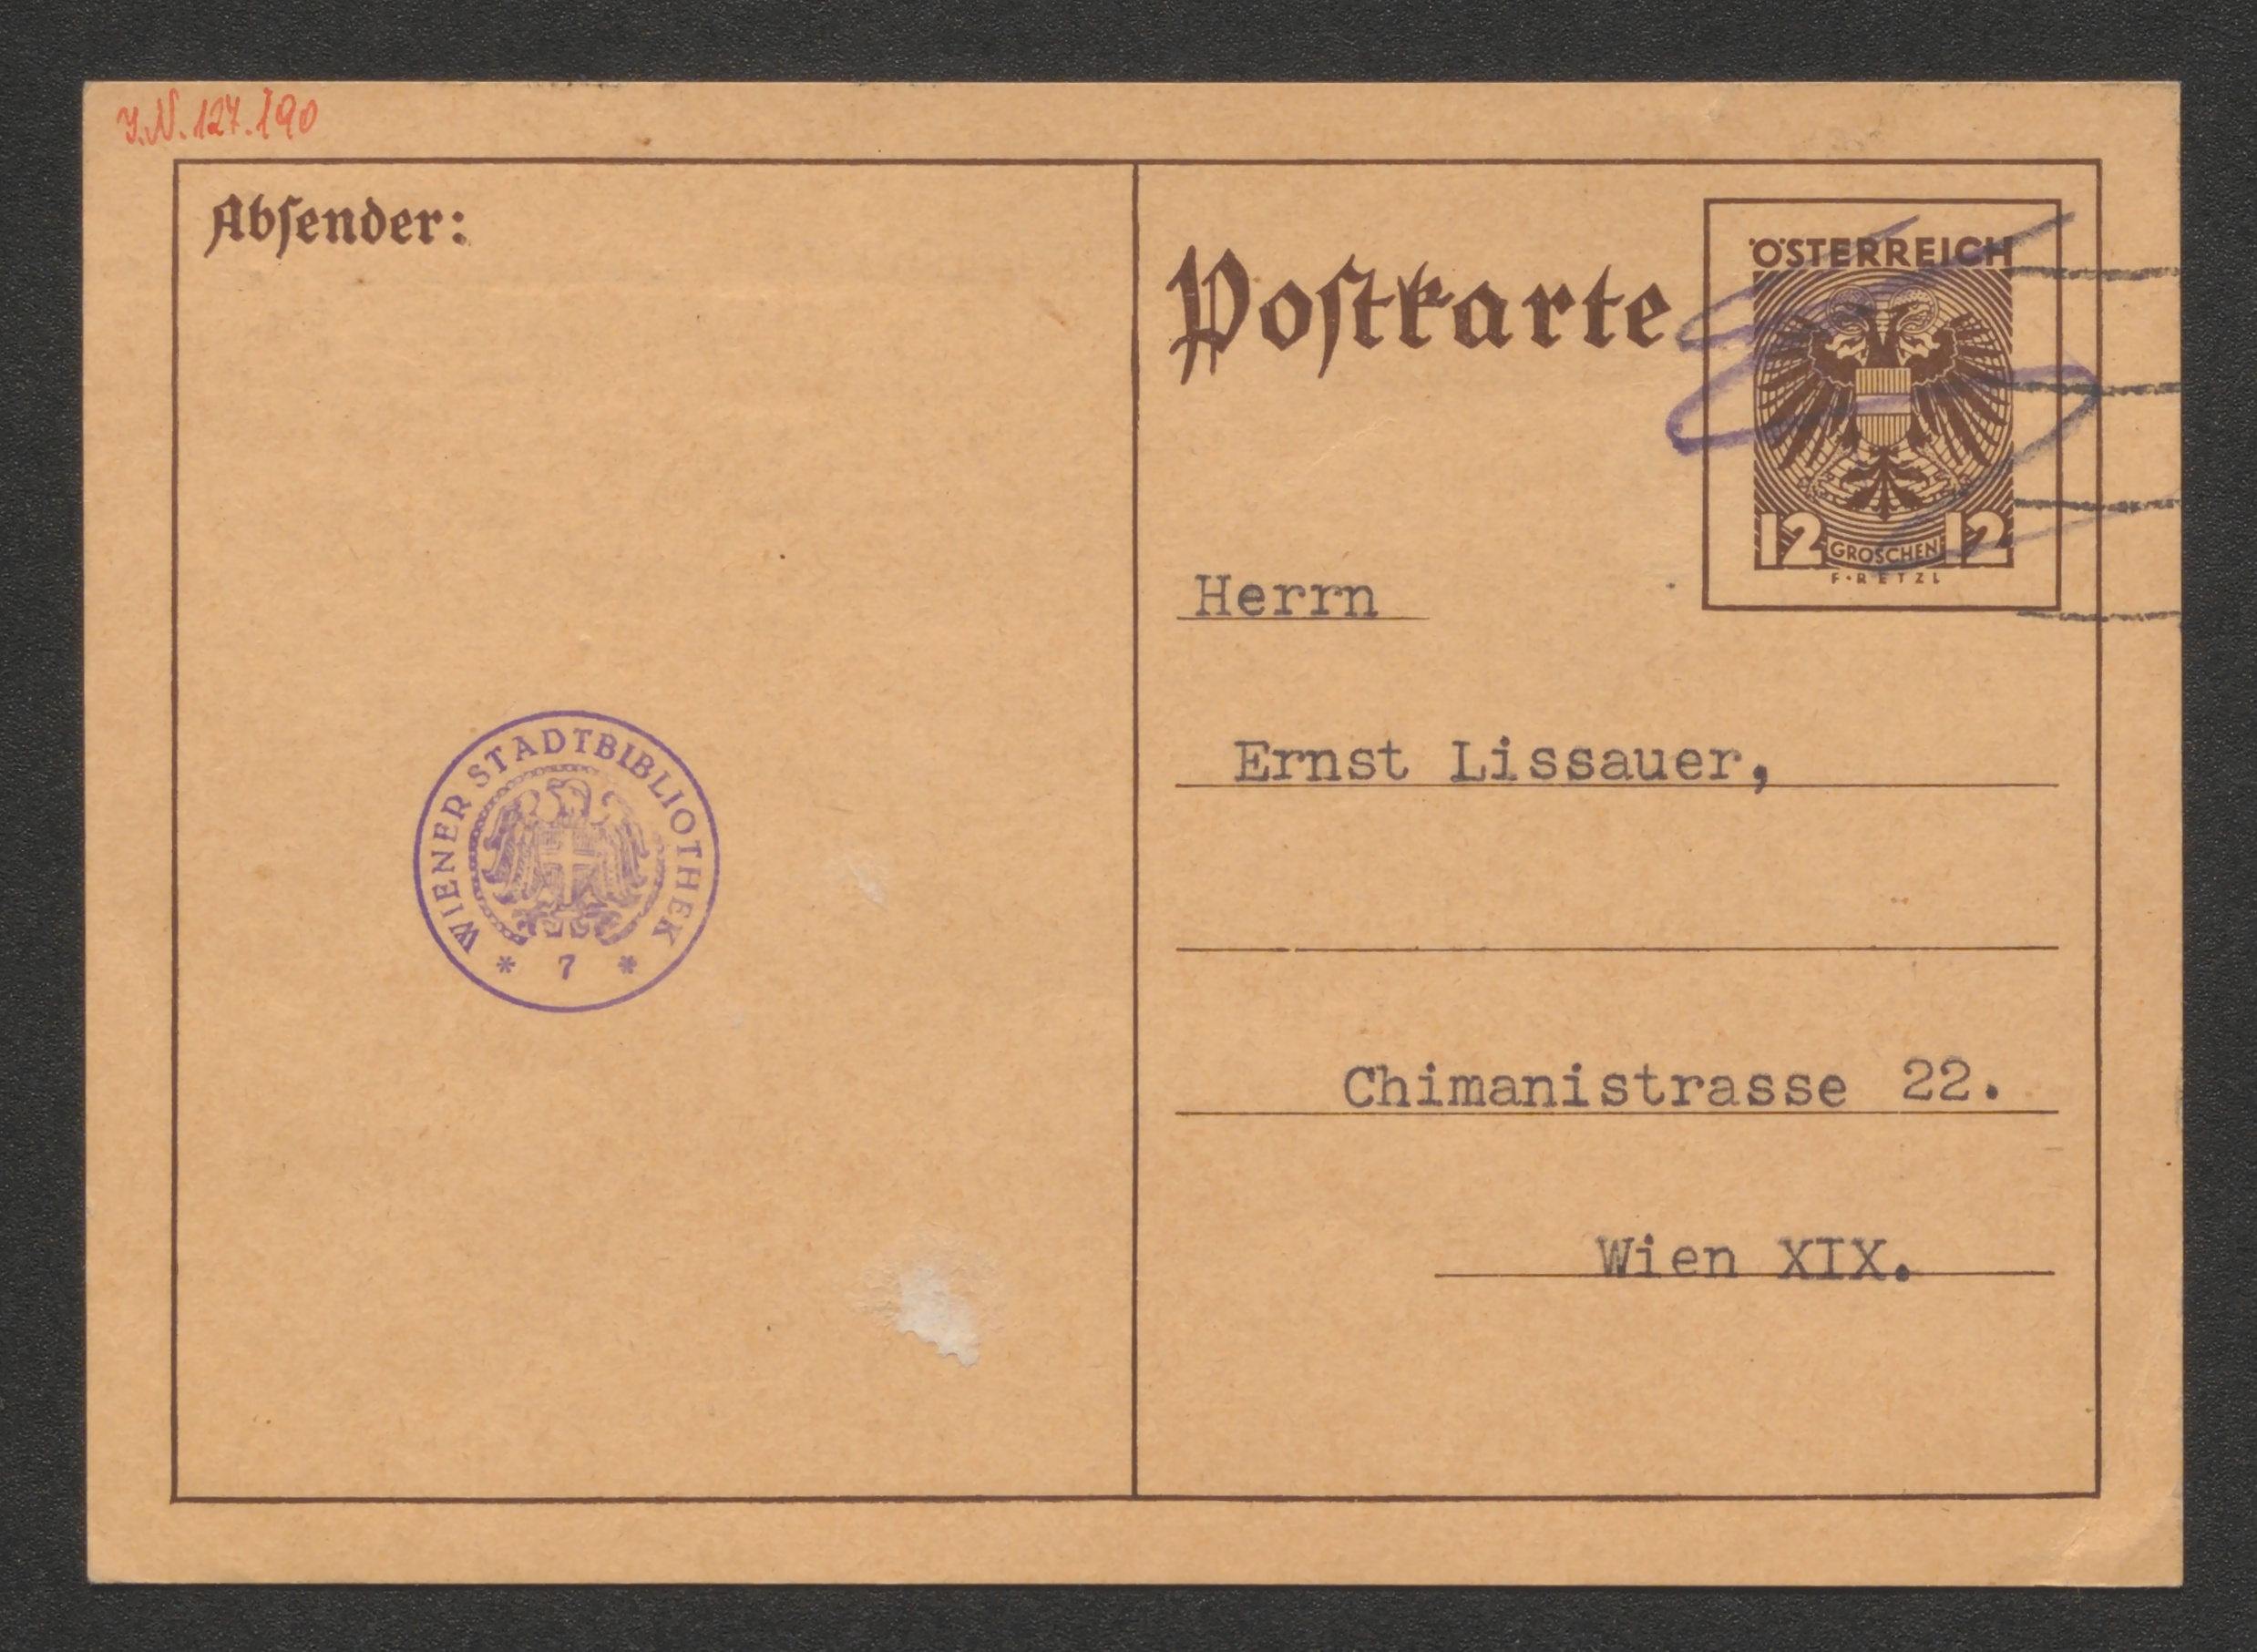 J.N. 127.190
Absender:
Postkarte
ÖSTERREICH
12 GROSCHEN 12
F·RETZL
Herrn
Ernst Lissauer,
Chimanistrasse 22.
Wien XIX.
WIENER STADTBIBLIOTHEK
* 7 *